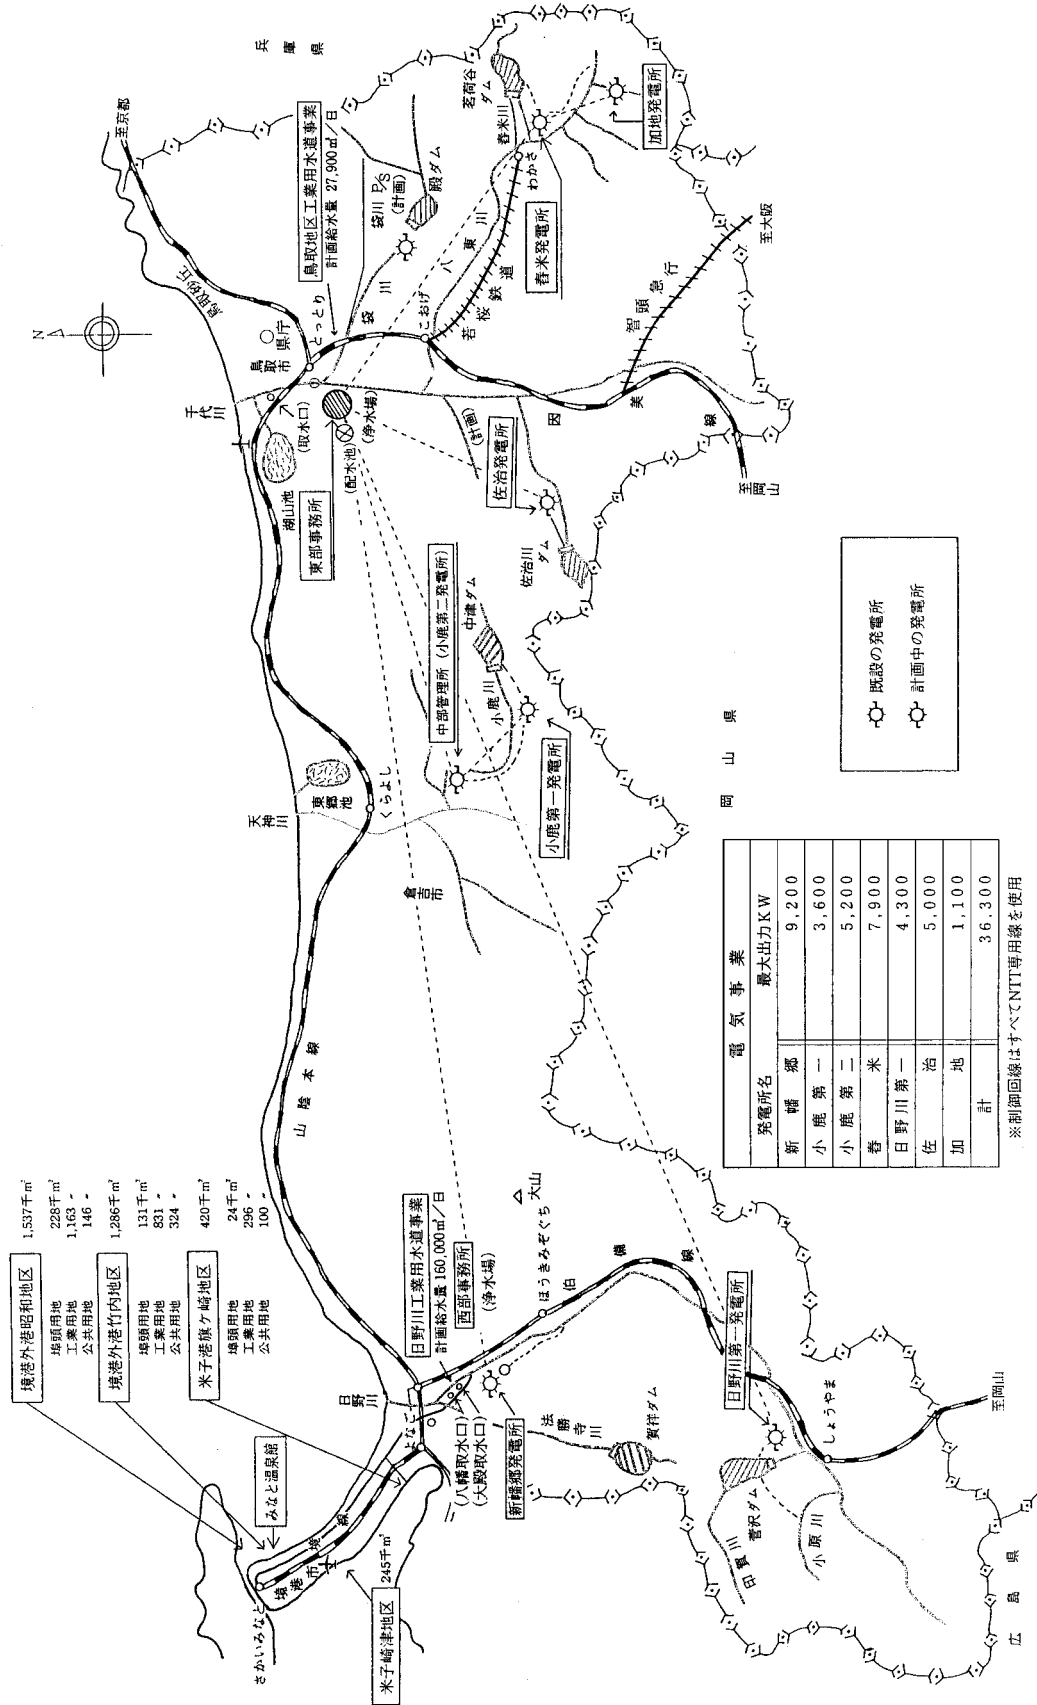 境港外港昭和地区 1,537千㎡
埠頭用地 228千㎡
工業用地 1,163 〃
公共用地 146 〃
境港外港竹内地区 1,286千㎡
埠頭用地 131千㎡
工業用地 831 〃
公共用地 324 〃
米子港旗ケ崎地区 420千㎡
埠頭用地 24千㎡
工業用地 296 〃
公共用地 100 〃
みなと温泉館
さかいみなと
境港市
境線
米子崎津地区 245千㎡
よなご
日野川
日野川工業用水道事業
計画給水量 160,000㎥/日
西部事務所
(浄水場)
(八幡取水口)
(大殿取水口)
新幡郷発電所
法勝寺川
賀祥ダム
ほうきみぞぐち
大山
伯備線
日野川第一発電所
しょうやま
菅沢ダム
印賀川
小原川
至岡山
広島県
山陰本線
天神川
東郷池
くらよし
倉吉市
中部管理所 (小鹿第二発電所)
中津ダム
小鹿川
小鹿第一発電所
岡山県
N
千代川
湖山池
(取水口)
東部事務所
(配水池)
(浄水場)
鳥取市
県庁
とっとり
鳥取砂丘
至京都
兵庫県
鳥取地区工業用水道事業
計画給水量 27,900㎥/日
袋川 P/S
(計画)
殿ダム
袋川
八東川
こおげ
若桜鉄道
わかさ
舂米川
茗荷谷ダム
舂米発電所
加地発電所
(計画)
佐治発電所
佐治川ダム
因美線
智頭急行
至大阪
至岡山
既設の発電所
計画中の発電所
電気事業
発電所名 最大出力KW
新幡郷 9,200
小鹿第一 3,600
小鹿第二 5,200
舂米 7,900
日野川第一 4,300
佐治 5,000
加地 1,100
計 36,300
※制御回線はすべてNTT専用線を使用